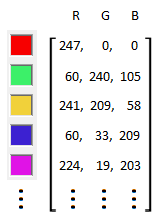 R G B
247, 0, 0
60, 240, 105
241, 209, 58
60, 33, 209
224, 19, 203